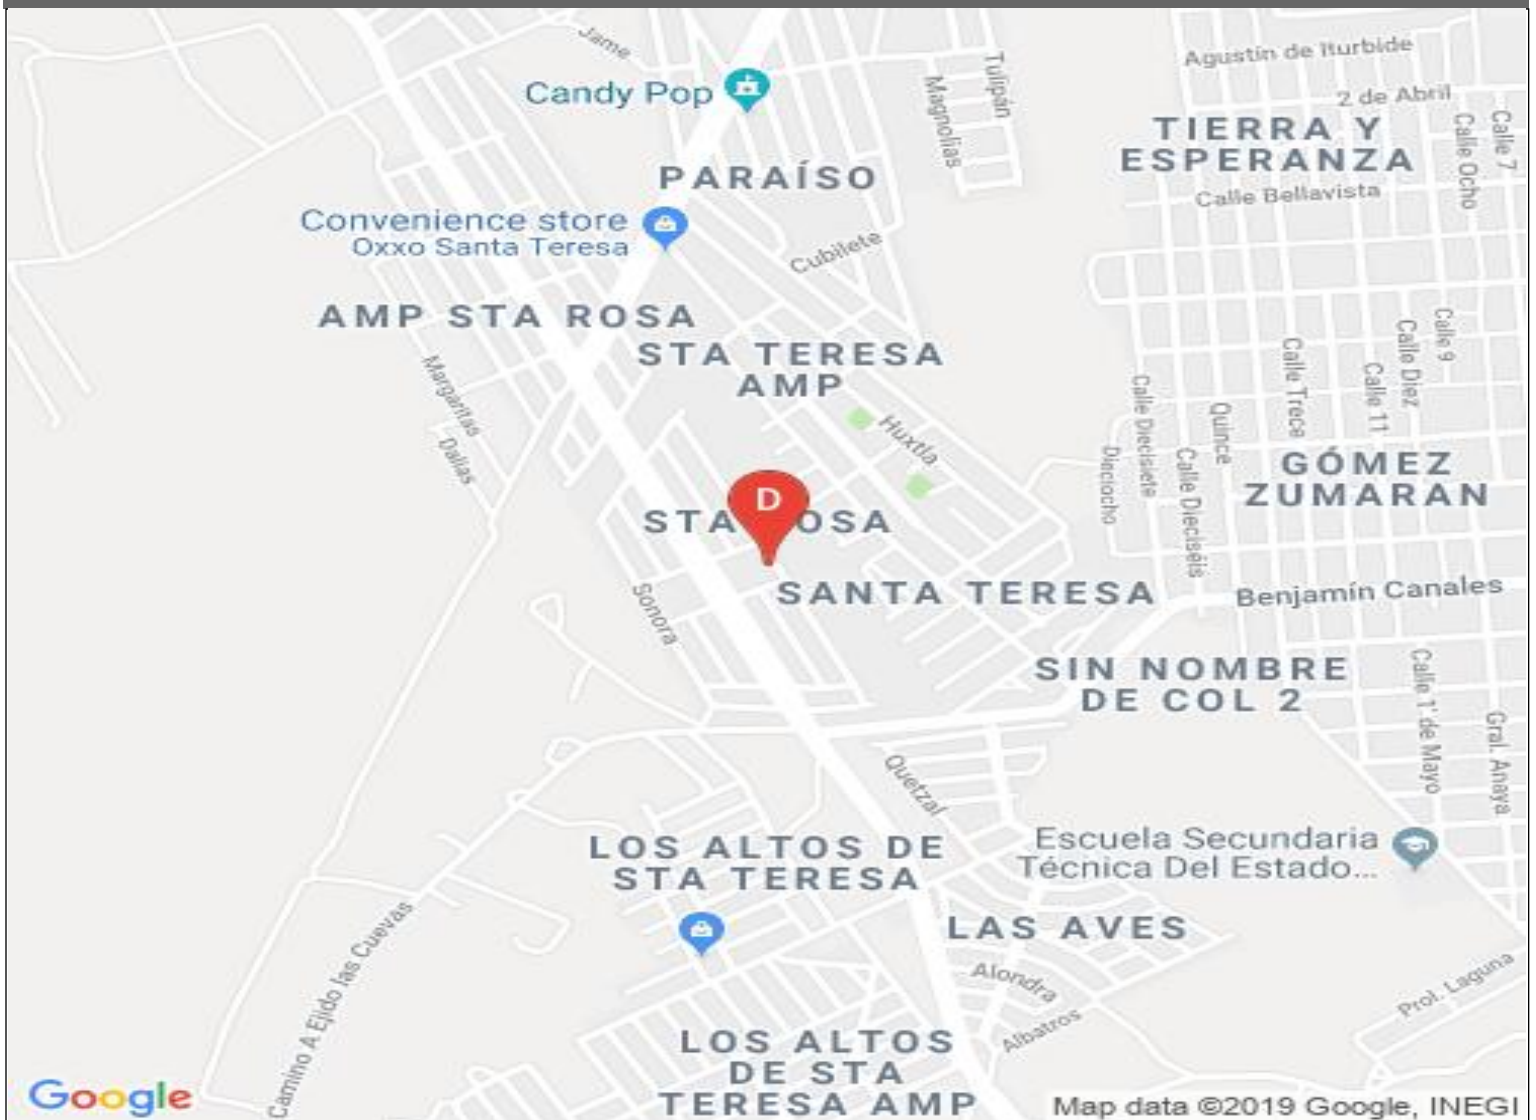 Jame
Tulipán
Magnolias
Agustín de Iturbide
2 de Abril
Calle 7
Calle Ocho
Candy Pop
TIERRA Y
ESPERANZA
PARAÍSO
Calle Bellavista
Convenience store
Oxxo Santa Teresa
Cubilete
AMP STA ROSA
STA TERESA
AMP
Calle 9
Calle Diez
Calle 11
Calle Trece
Quince
Calle Diecisiete
Calle Dieciséis
Dieciocho
Margaritas
Dalias
Huxtla
GÓMEZ
ZUMARAN
D
STA OSA
SANTA TERESA
Sonora
Benjamín Canales
SIN NOMBRE
DE COL 2
Calle 1' de Mayo
Gral. Anaya
Quetzal
LOS ALTOS DE
STA TERESA
Escuela Secundaria
Técnica Del Estado...
LAS AVES
Camino A Ejido las Cuevas
Alondra
Albatros
Prol. Laguna
LOS ALTOS
DE STA
TERESA AMP
Google
Map data ©2019 Google, INEGI